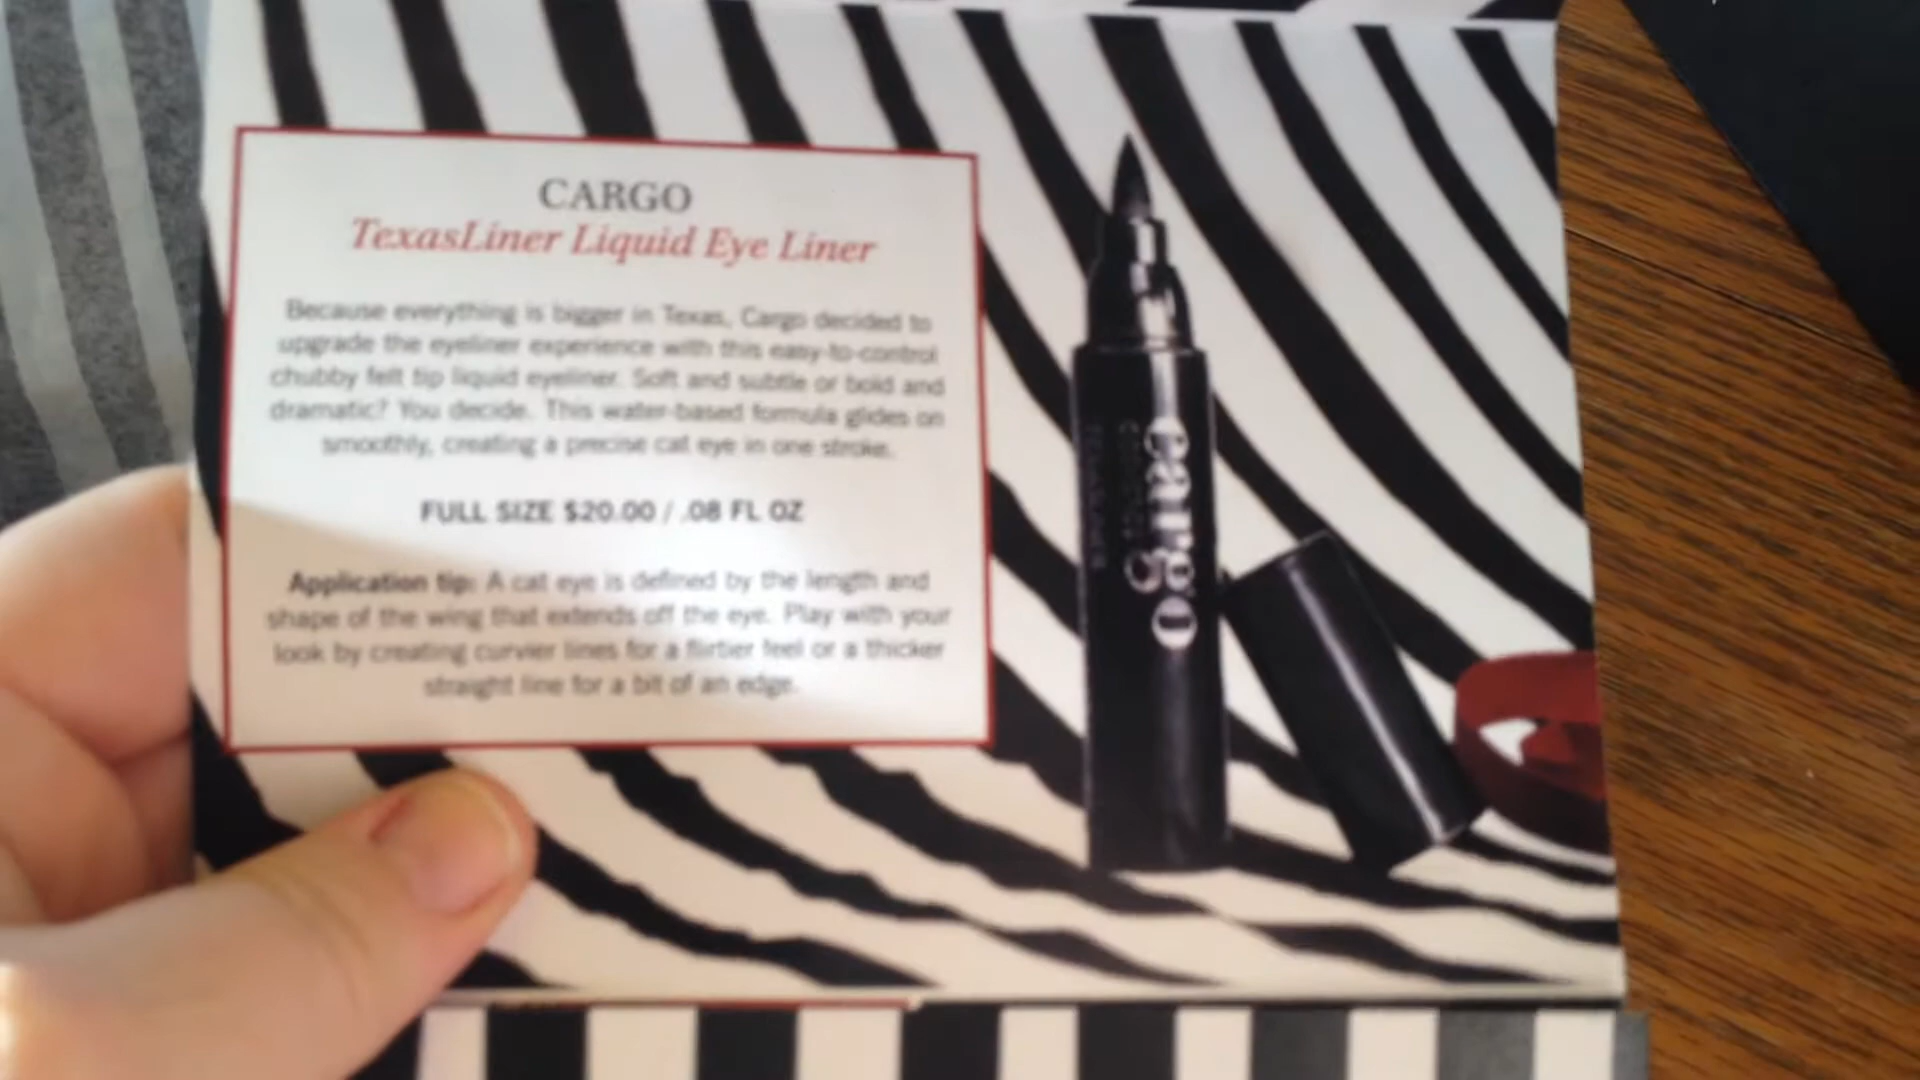 CARGO
TexasLiner Liquid Eye Liner
Because everything is bigger in Texas, Cargo decided to
upgrade the eyeliner experience with this easy-to-control
chubby felt tip liquid eyeliner. Soft and subtle or bold and
dramatic? You decide. This water-based formula glides on
smoothly, creating a precise cat eye in one stroke.
FULL SIZE $20.00 / .08 FL OZ
Application tip: A cat eye is defined by the length and
shape of the wing that extends off the eye. Play with your
look by creating curvier lines for a flirtier feel or a thicker
straight line for a bit of an edge.
cargo